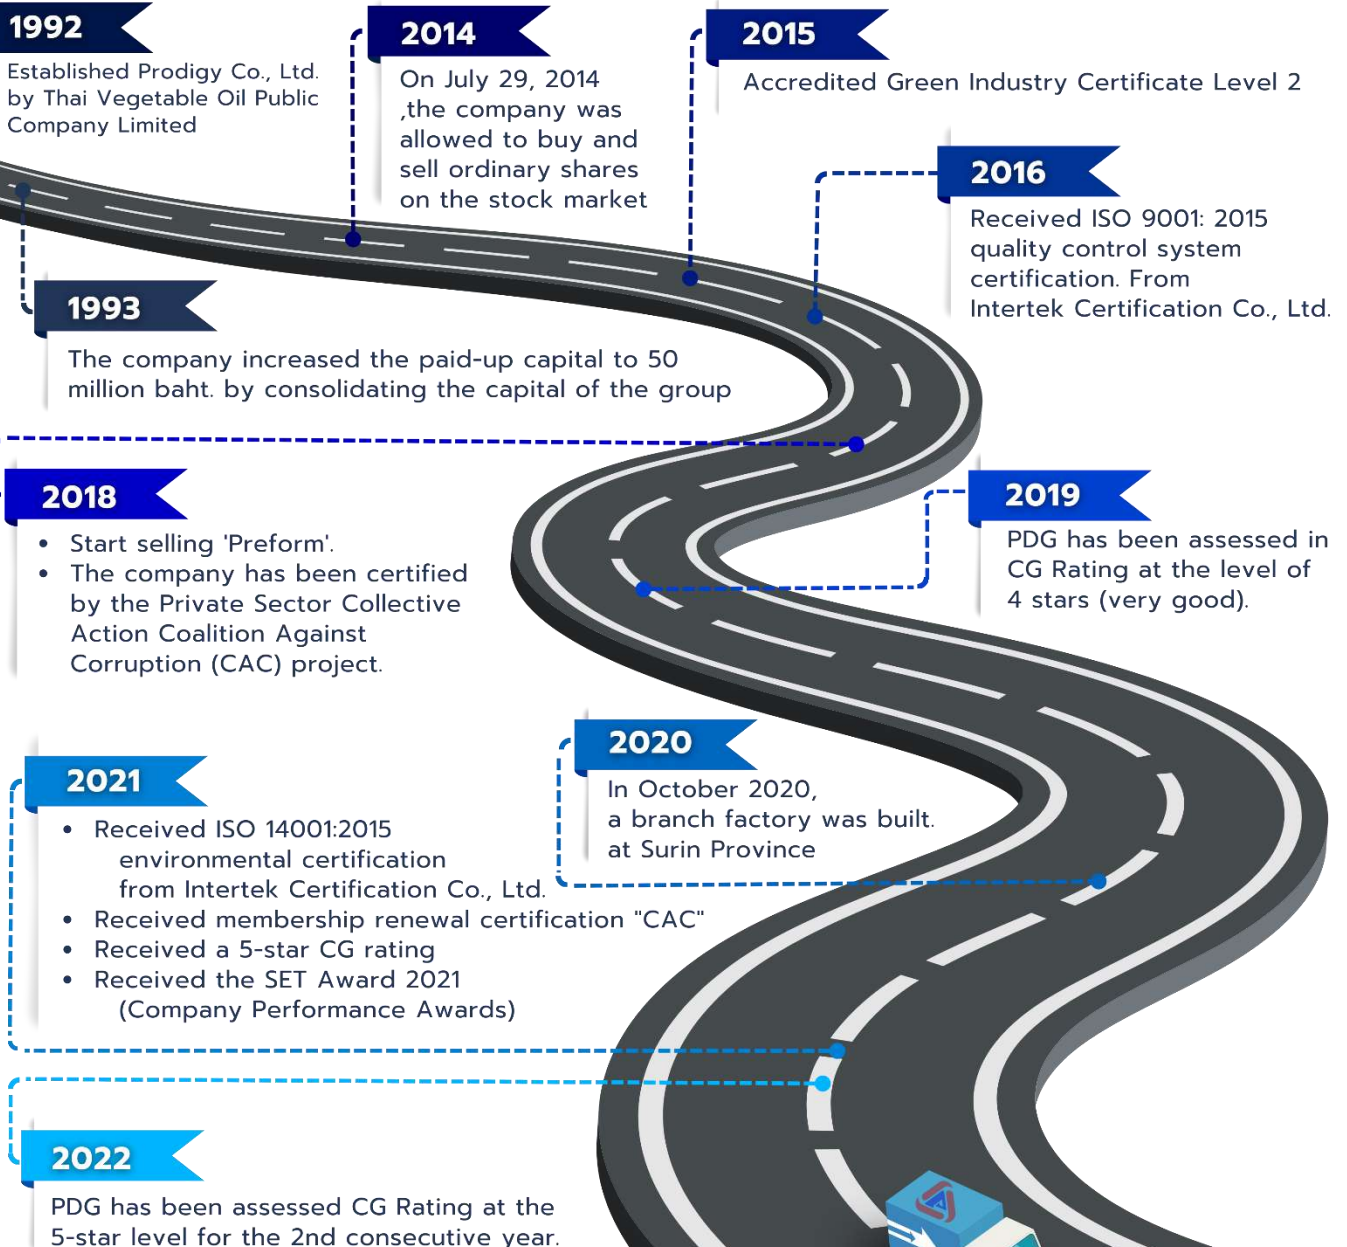 1992
Established Prodigy Co., Ltd.
by Thai Vegetable Oil Public
Company Limited
1993
The company increased the paid-up capital to 50
million baht. by consolidating the capital of the group
2014
On July 29, 2014
,the company was
allowed to buy and
sell ordinary shares
on the stock market
2015
Accredited Green Industry Certificate Level 2
2016
Received ISO 9001: 2015
quality control system
certification. From
Intertek Certification Co., Ltd.
2018
• Start selling 'Preform'.
• The company has been certified
by the Private Sector Collective
Action Coalition Against
Corruption (CAC) project.
2019
PDG has been assessed in
CG Rating at the level of
4 stars (very good).
2020
In October 2020,
a branch factory was built.
at Surin Province
2021
• Received ISO 14001:2015
environmental certification
from Intertek Certification Co., Ltd.
• Received membership renewal certification "CAC"
• Received a 5-star CG rating
• Received the SET Award 2021
(Company Performance Awards)
2022
PDG has been assessed CG Rating at the
5-star level for the 2nd consecutive year.